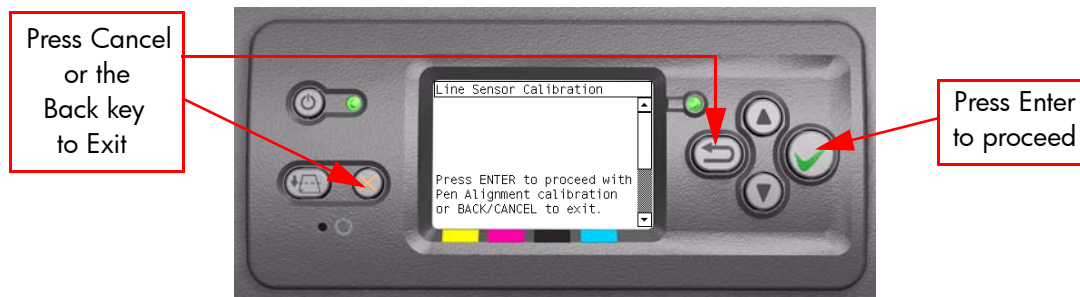 Press Cancel
or the
Back key
to Exit
Line Sensor Calibration
Press ENTER to proceed with
Pen Alignment calibration
or BACK/CANCEL to exit.
Press Enter
to proceed